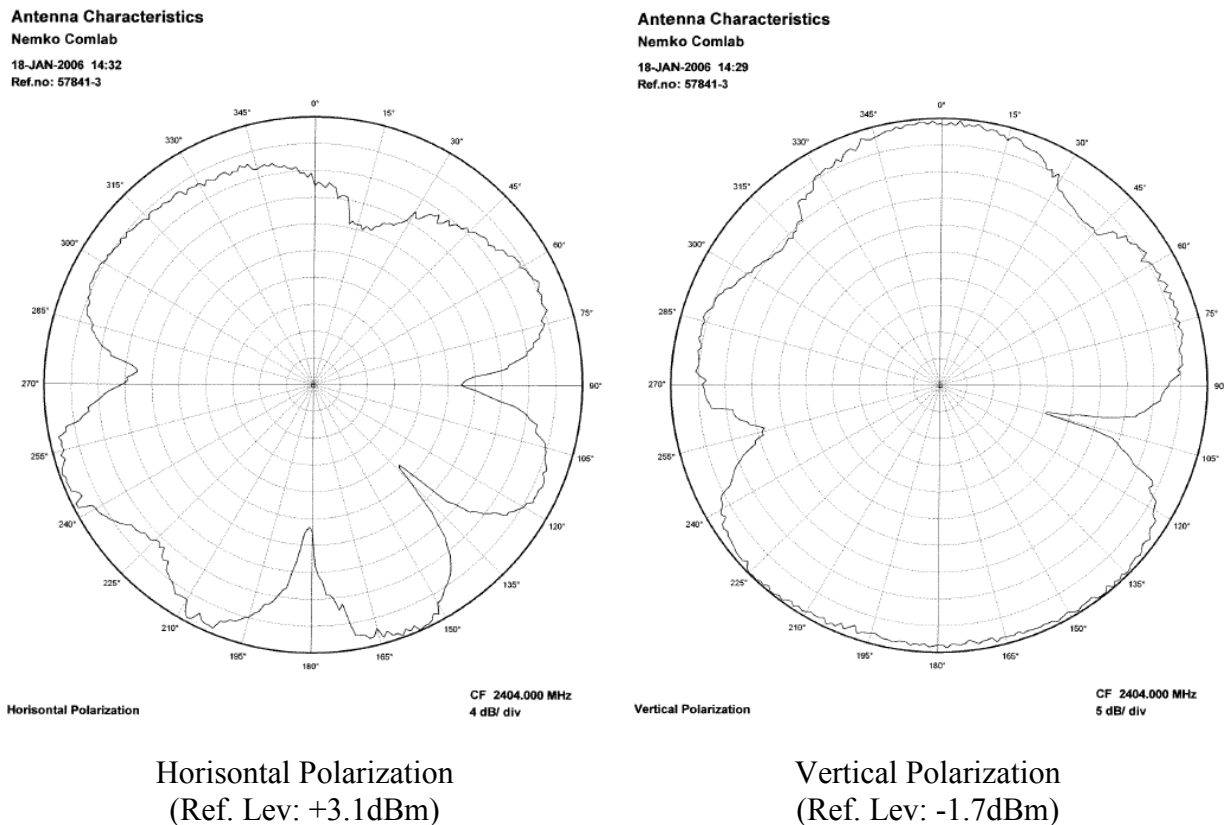 Antenna Characteristics
Nemko Comlab
18-JAN-2006 14:32
Ref.no: 57841-3
0°
15°
30°
45°
60°
75°
90°
105°
120°
135°
150°
165°
180°
195°
210°
225°
240°
255°
270°
285°
300°
315°
330°
345°
Horisontal Polarization
CF 2404.000 MHz
4 dB/ div
Horisontal Polarization
(Ref. Lev: +3.1dBm)
Antenna Characteristics
Nemko Comlab
18-JAN-2006 14:29
Ref.no: 57841-3
0°
15°
30°
45°
60°
75°
90
105°
120°
135°
150°
165°
180°
195°
210°
225°
240°
255°
270°
285°
300°
315°
330°
345°
Vertical Polarization
CF 2404.000 MHz
5 dB/ div
Vertical Polarization
(Ref. Lev: -1.7dBm)